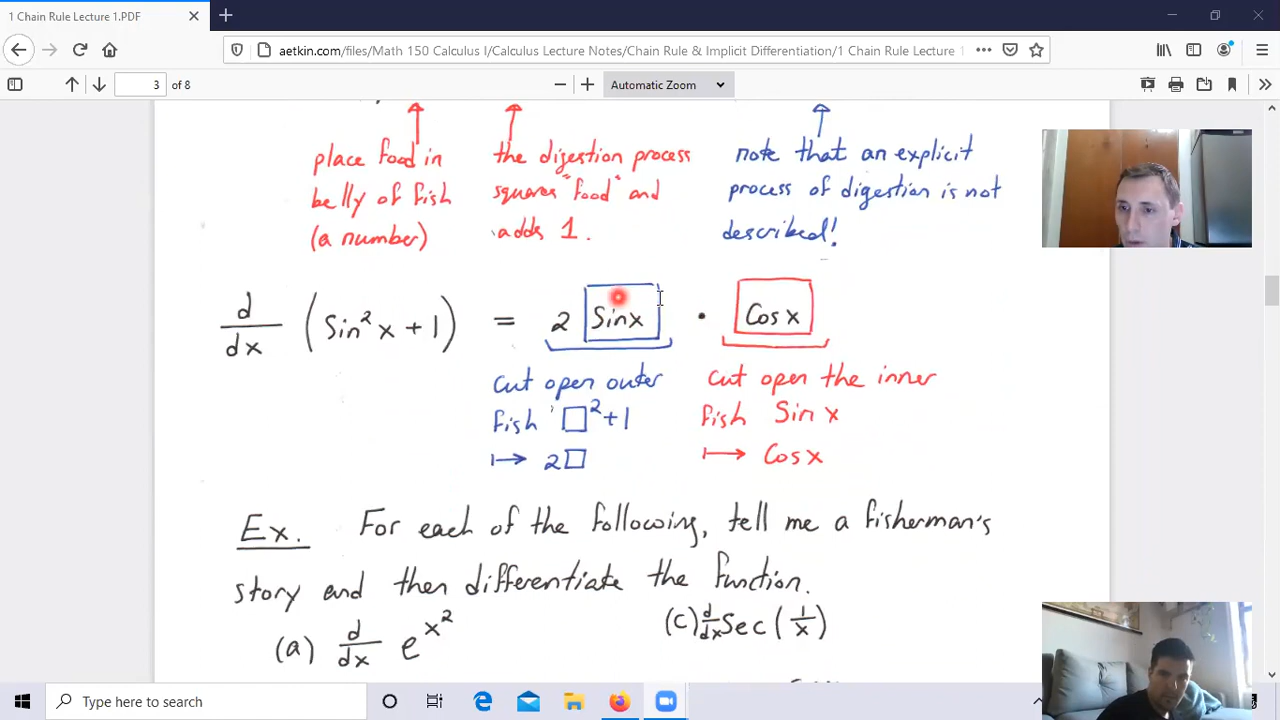 1 Chain Rule Lecture 1.PDF
aetkin.com/files/Math 150 Calculus I/Calculus Lecture Notes/Chain Rule & Implicit Differentiation/1 Chain Rule Lecture 1
3 of 8
Automatic Zoom
place food in belly of fish (a number)
the digestion process squares "food" and adds 1.
note that an explicit process of digestion is not described!
d/dx (Sin² x + 1) = 2 Sinx · Cos x
cut open outer fish □²+1
↦ 2□
cut open the inner fish Sin x
↦ Cos x
Ex. For each of the following, tell me a fisherman's
story and then differentiate the function.
(a) d/dx e^x²
(c) d/dx Sec (1/x)
Type here to search